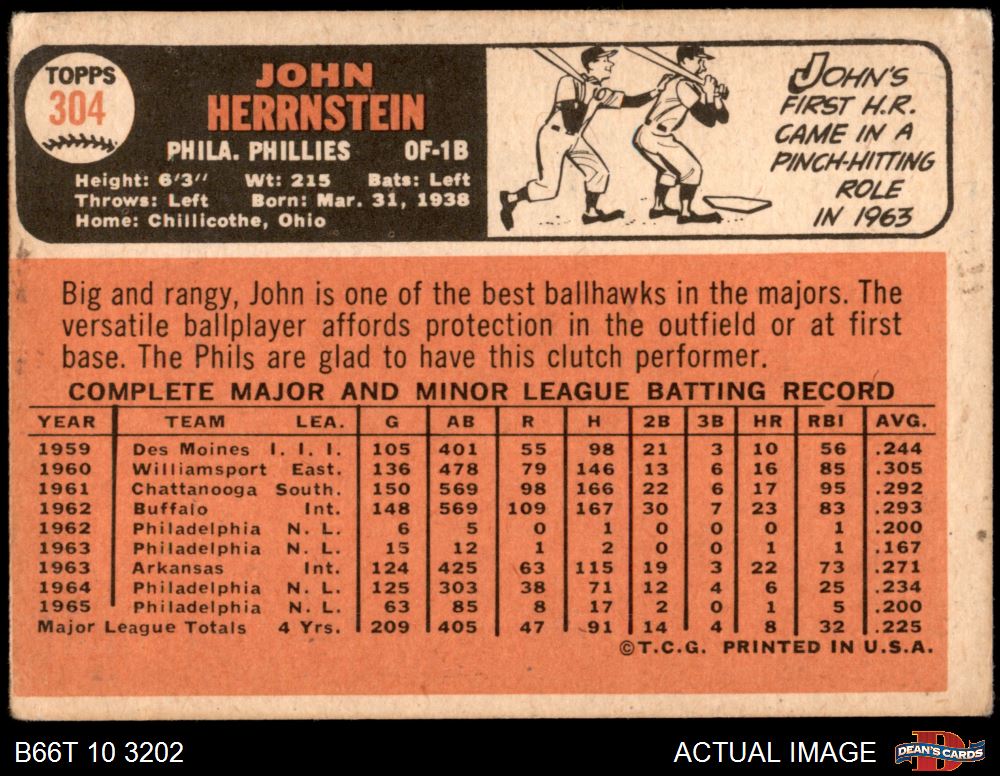 TOPPS
304
JOHN
HERRNSTEIN
PHILA. PHILLIES OF-1B
Height: 6'3" Wt: 215 Bats: Left
Throws: Left Born: Mar. 31, 1938
Home: Chillicothe, Ohio
JOHN'S
FIRST H.R.
CAME IN A
PINCH-HITTING
ROLE
IN 1963
Big and rangy, John is one of the best ballhawks in the majors. The
versatile ballplayer affords protection in the outfield or at first
base. The Phils are glad to have this clutch performer.
COMPLETE MAJOR AND MINOR LEAGUE BATTING RECORD
YEAR TEAM LEA. G AB R H 2B 3B HR RBI AVG.
1959 Des Moines I. I. I. 105 401 55 98 21 3 10 56 .244
1960 Williamsport East. 136 478 79 146 13 6 16 85 .305
1961 Chattanooga South. 150 569 98 166 22 6 17 95 .292
1962 Buffalo Int. 148 569 109 167 30 7 23 83 .293
1962 Philadelphia N. L. 6 5 0 1 0 0 0 1 .200
1963 Philadelphia N. L. 15 12 1 2 0 0 1 1 .167
1963 Arkansas Int. 124 425 63 115 19 3 22 73 .271
1964 Philadelphia N. L. 125 303 38 71 12 4 6 25 .234
1965 Philadelphia N. L. 63 85 8 17 2 0 1 5 .200
Major League Totals 4 Yrs. 209 405 47 91 14 4 8 32 .225
©T.C.G. PRINTED IN U.S.A.
B66T 10 3202 ACTUAL IMAGE
D
DEAN'S CARDS